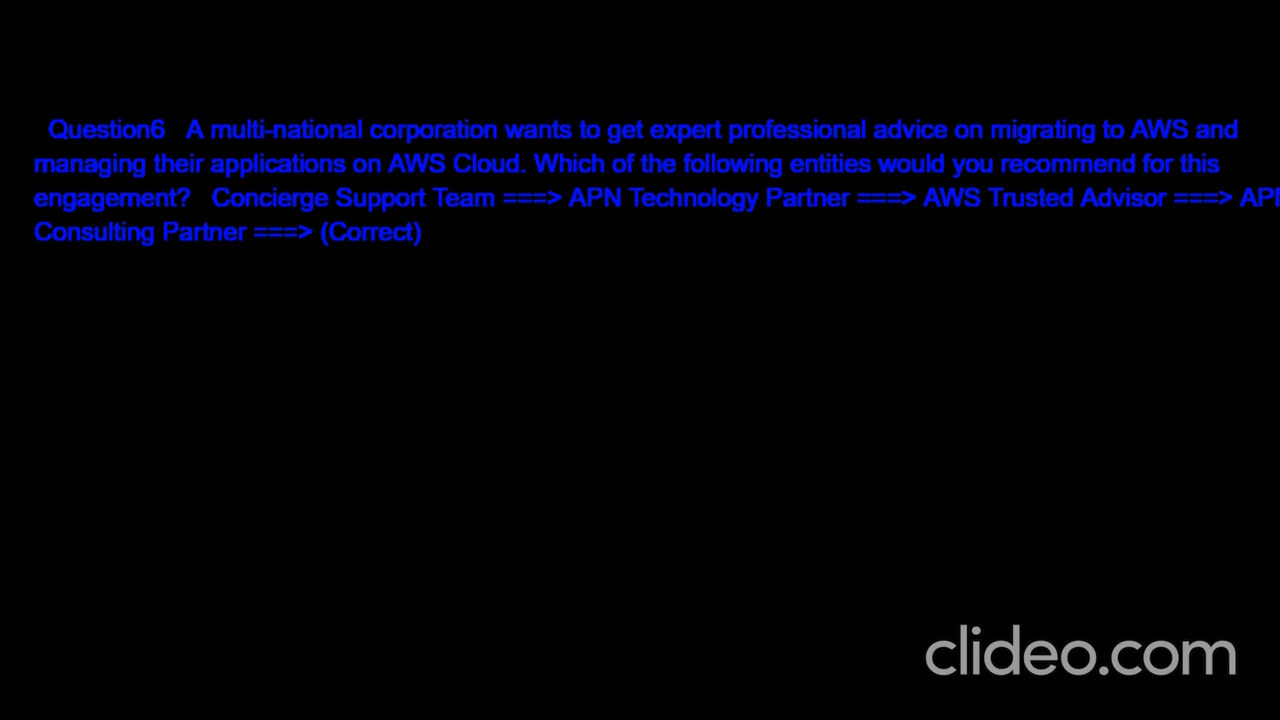 Question6 A multi-national corporation wants to get expert professional advice on migrating to AWS and
managing their applications on AWS Cloud. Which of the following entities would you recommend for this
engagement? Concierge Support Team ===> APN Technology Partner ===> AWS Trusted Advisor ===>
Consulting Partner ===> (Correct)
clideo.com